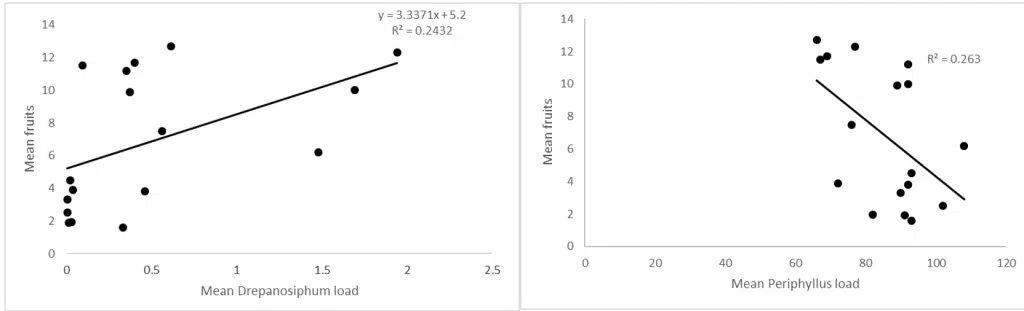 y = 3.3371x + 5.2
R² = 0.2432
14
12
10
8
6
4
2
0
Mean fruits
0 0.5 1 1.5 2 2.5
Mean Drepanosiphum load
R² = 0.263
14
12
10
8
6
4
2
0
Mean fruits
0 20 40 60 80 100 120
Mean Periphyllus load